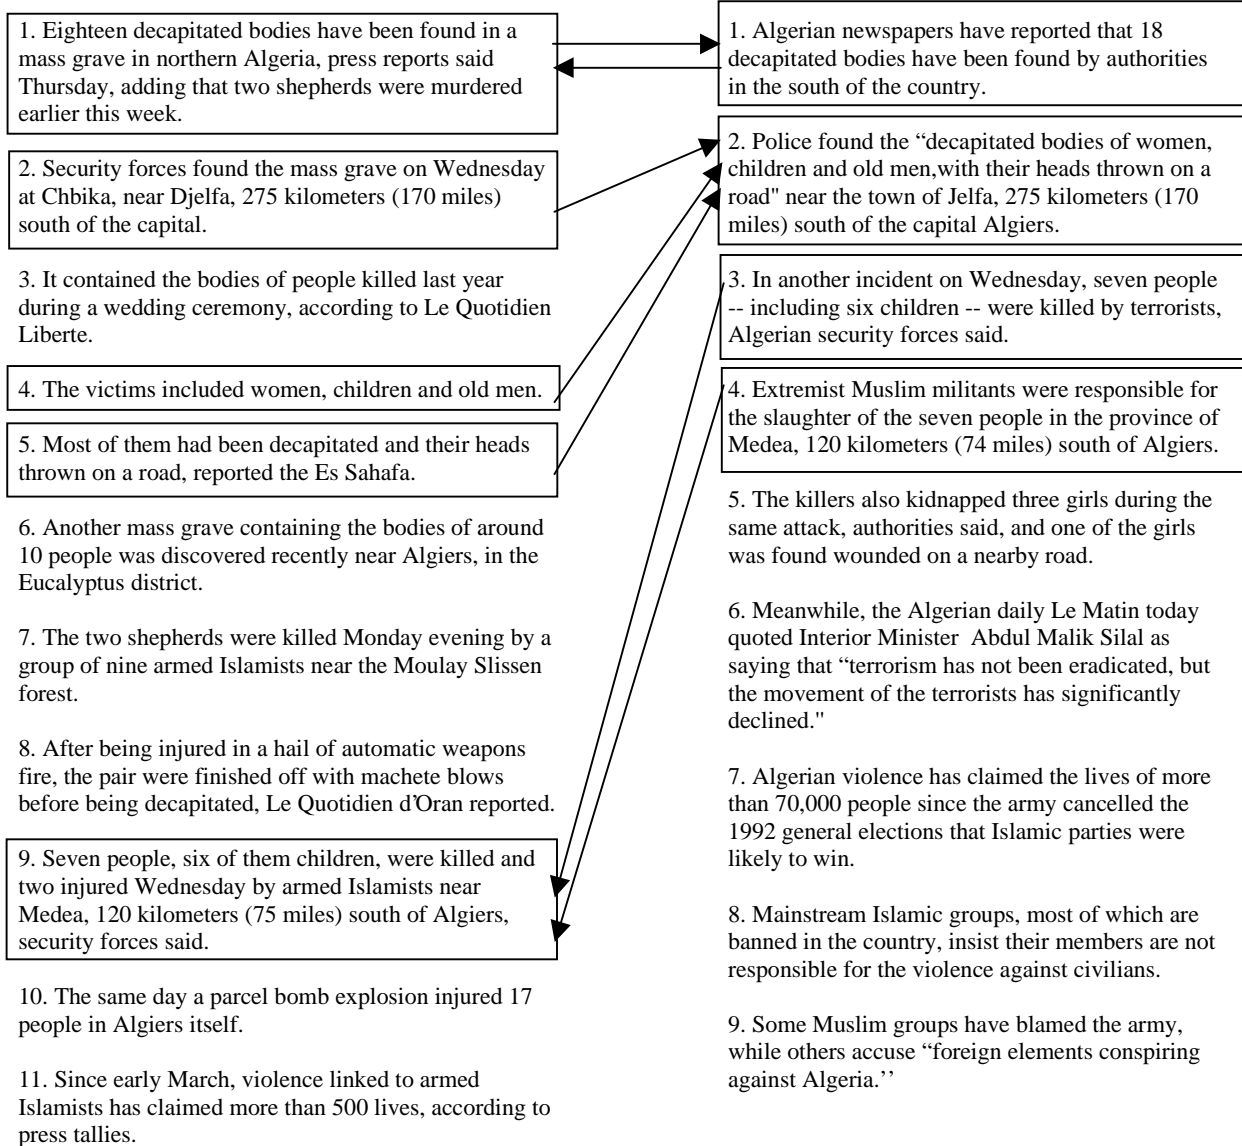 1. Eighteen decapitated bodies have been found in a
mass grave in northern Algeria, press reports said
Thursday, adding that two shepherds were murdered
earlier this week.
2. Security forces found the mass grave on Wednesday
at Chbika, near Djelfa, 275 kilometers (170 miles)
south of the capital.
3. It contained the bodies of people killed last year
during a wedding ceremony, according to Le Quotidien
Liberte.
4. The victims included women, children and old men.
5. Most of them had been decapitated and their heads
thrown on a road, reported the Es Sahafa.
6. Another mass grave containing the bodies of around
10 people was discovered recently near Algiers, in the
Eucalyptus district.
7. The two shepherds were killed Monday evening by a
group of nine armed Islamists near the Moulay Slissen
forest.
8. After being injured in a hail of automatic weapons
fire, the pair were finished off with machete blows
before being decapitated, Le Quotidien d'Oran reported.
9. Seven people, six of them children, were killed and
two injured Wednesday by armed Islamists near
Medea, 120 kilometers (75 miles) south of Algiers,
security forces said.
10. The same day a parcel bomb explosion injured 17
people in Algiers itself.
11. Since early March, violence linked to armed
Islamists has claimed more than 500 lives, according to
press tallies.
1. Algerian newspapers have reported that 18
decapitated bodies have been found by authorities
in the south of the country.
2. Police found the “decapitated bodies of women,
children and old men,with their heads thrown on a
road" near the town of Jelfa, 275 kilometers (170
miles) south of the capital Algiers.
3. In another incident on Wednesday, seven people
-- including six children -- were killed by terrorists,
Algerian security forces said.
4. Extremist Muslim militants were responsible for
the slaughter of the seven people in the province of
Medea, 120 kilometers (74 miles) south of Algiers.
5. The killers also kidnapped three girls during the
same attack, authorities said, and one of the girls
was found wounded on a nearby road.
6. Meanwhile, the Algerian daily Le Matin today
quoted Interior Minister Abdul Malik Silal as
saying that “terrorism has not been eradicated, but
the movement of the terrorists has significantly
declined."
7. Algerian violence has claimed the lives of more
than 70,000 people since the army cancelled the
1992 general elections that Islamic parties were
likely to win.
8. Mainstream Islamic groups, most of which are
banned in the country, insist their members are not
responsible for the violence against civilians.
9. Some Muslim groups have blamed the army,
while others accuse “foreign elements conspiring
against Algeria.’’